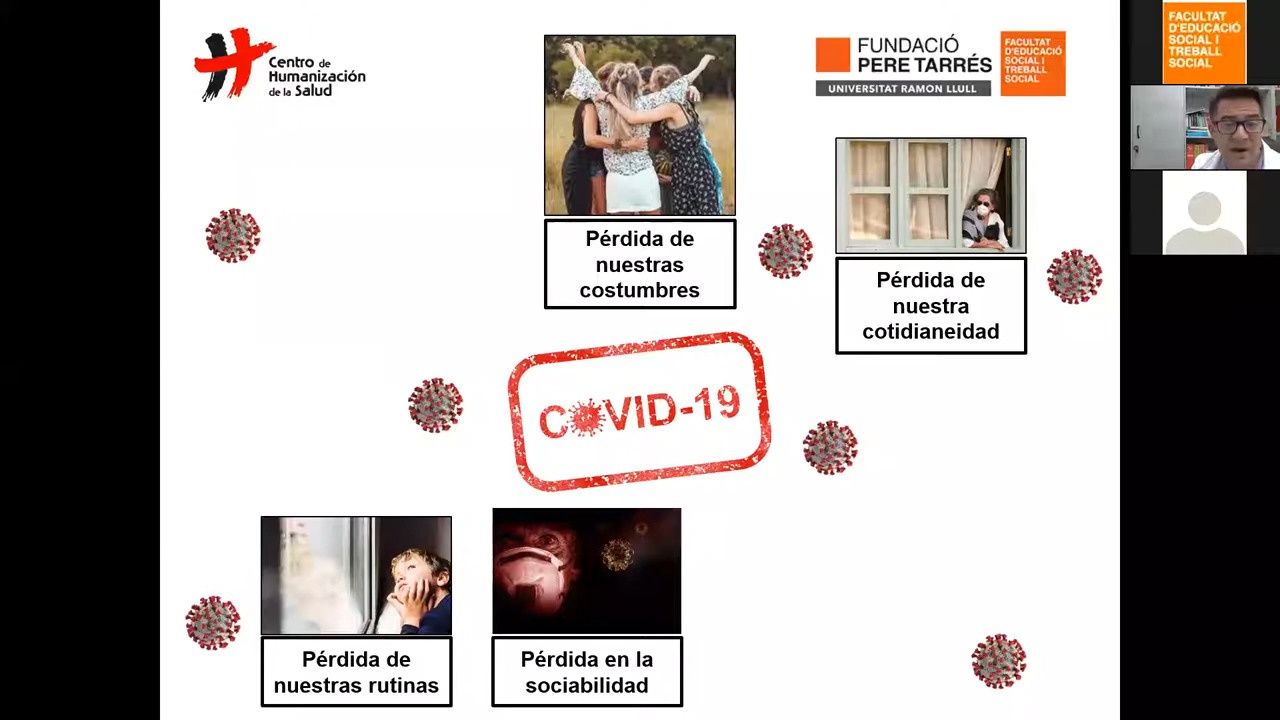 Centro de
Humanización
de la Salud
FUNDACIÓ
PERE TARRÉS
UNIVERSITAT RAMON LLULL
FACULTAT
D'EDUCACIÓ
SOCIAL I
TREBALL
SOCIAL
FACULTAT
D'EDUCACIÓ
SOCIAL I
TREBALL
SOCIAL
Pérdida de
nuestras
costumbres
Pérdida de
nuestra
cotidianeidad
COVID-19
Pérdida de
nuestras rutinas
Pérdida en la
sociabilidad